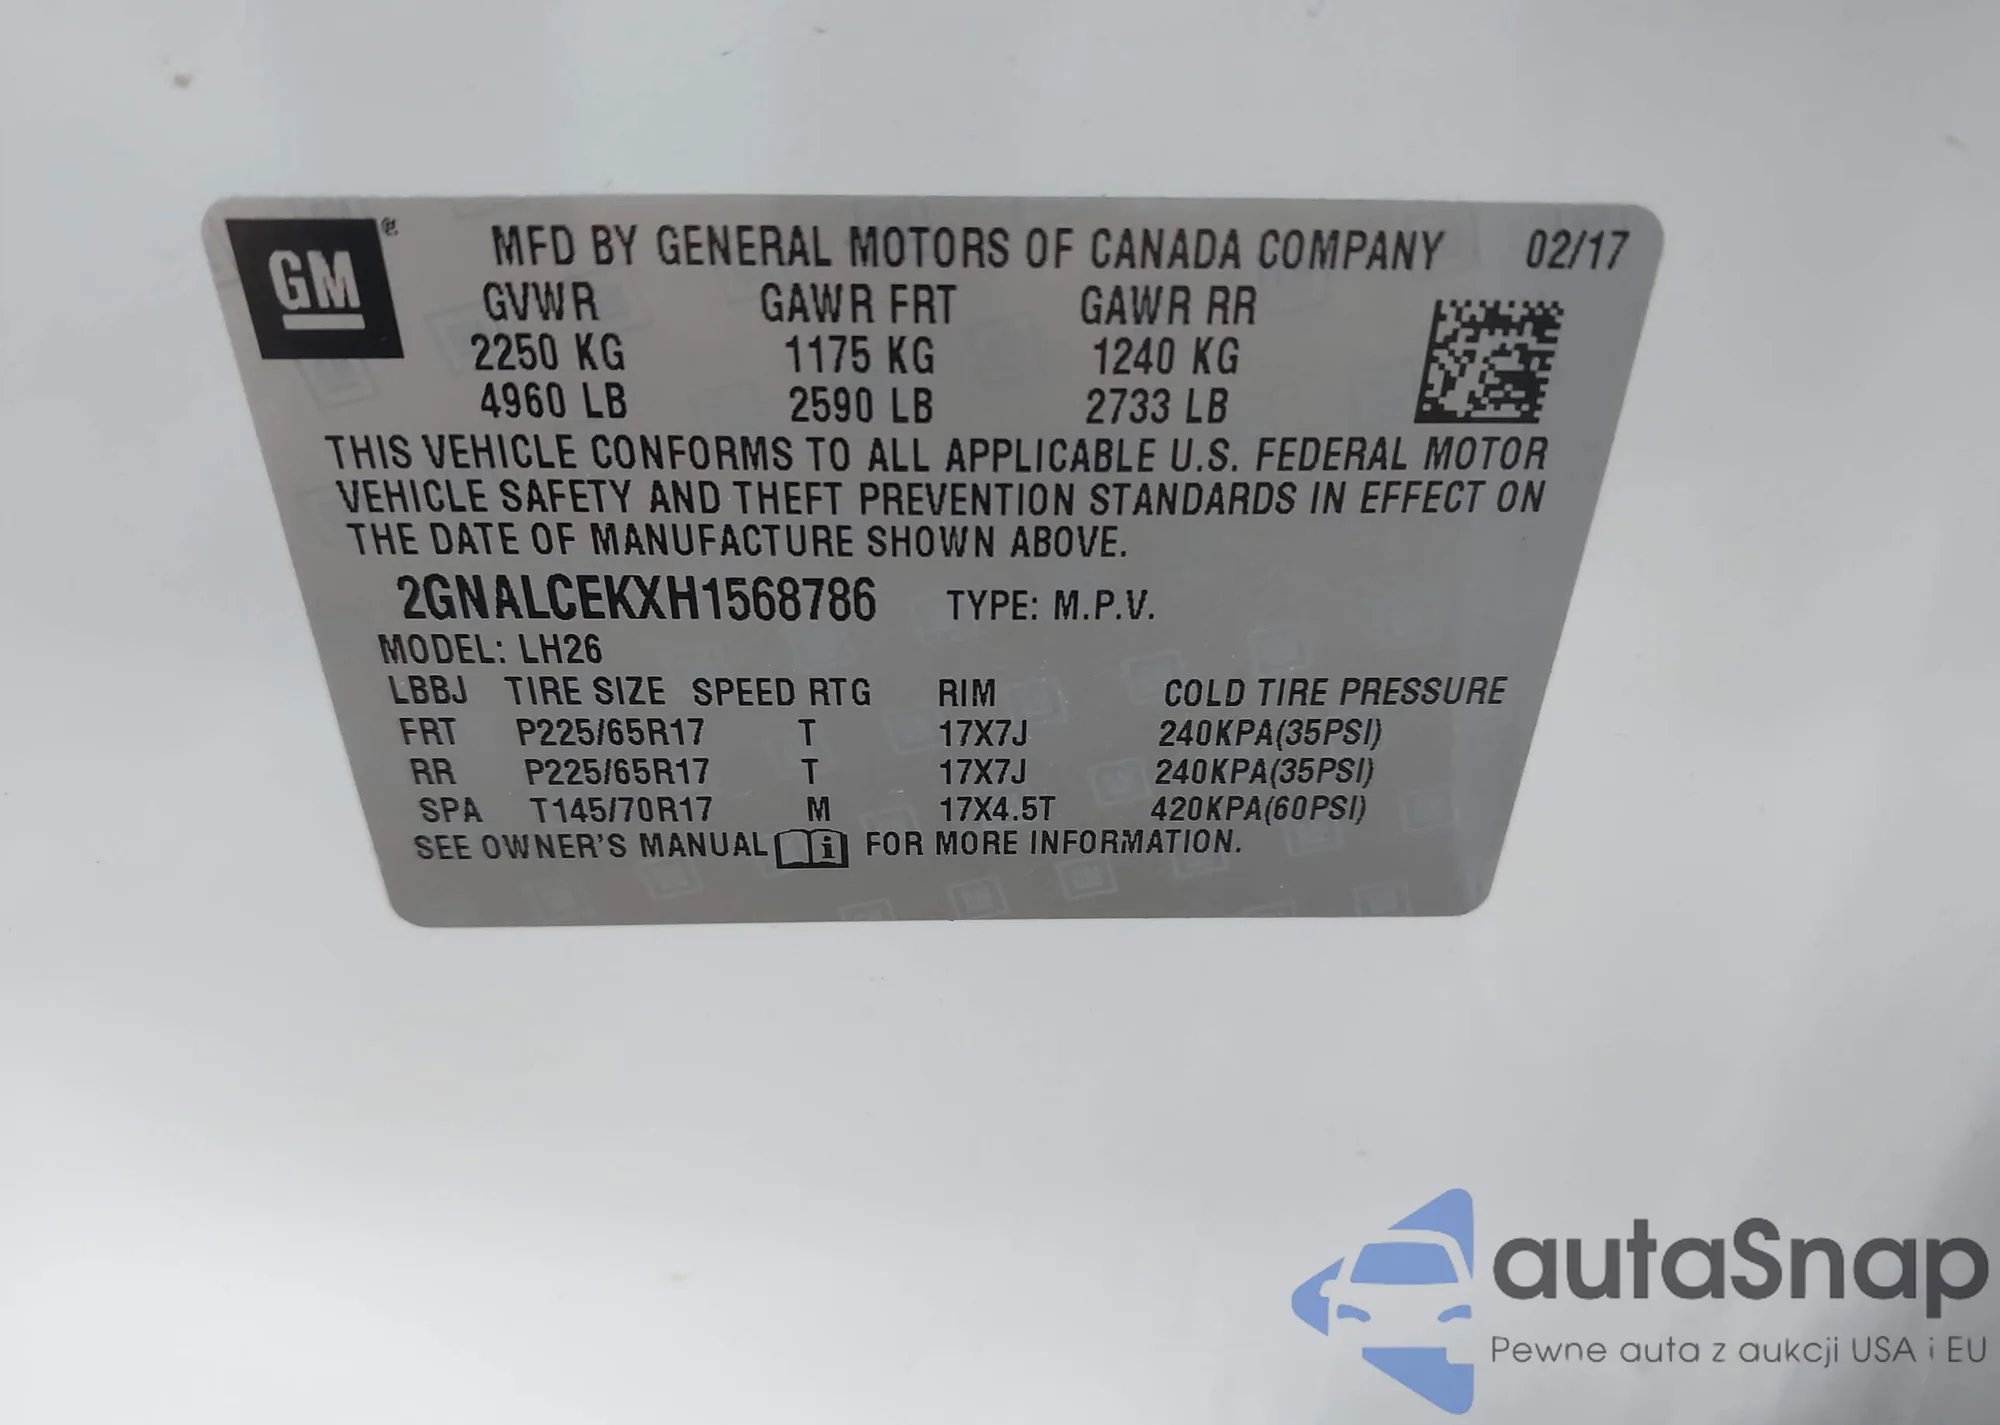 GM® MFD BY GENERAL MOTORS OF CANADA COMPANY 02/17
GVWR GAWR FRT GAWR RR
2250 KG 1175 KG 1240 KG
4960 LB 2590 LB 2733 LB
THIS VEHICLE CONFORMS TO ALL APPLICABLE U.S. FEDERAL MOTOR
VEHICLE SAFETY AND THEFT PREVENTION STANDARDS IN EFFECT ON
THE DATE OF MANUFACTURE SHOWN ABOVE.
2GNALCEKXH1568786 TYPE: M.P.V.
MODEL: LH26
LBBJ TIRE SIZE SPEED RTG RIM COLD TIRE PRESSURE
FRT P225/65R17 T 17X7J 240KPA(35PSI)
RR P225/65R17 T 17X7J 240KPA(35PSI)
SPA T145/70R17 M 17X4.5T 420KPA(60PSI)
SEE OWNER'S MANUAL i FOR MORE INFORMATION.
autaSnap
Pewne auta z aukcji USA i EU